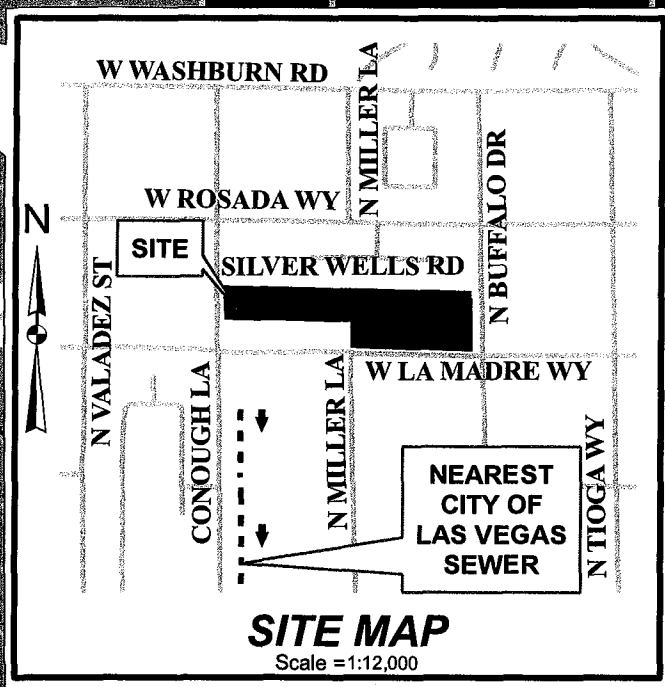 W WASHBURN RD
N MILLER LA
N BUFFALO DR
W ROSADA WY
N
SITE
SILVER WELLS RD
N VALADEZ ST
W LA MADRE WY
CONOUGH LA
N MILLER LA
NEAREST
CITY OF
LAS VEGAS
SEWER
N TIOGA WY
SITE MAP
Scale =1:12,000